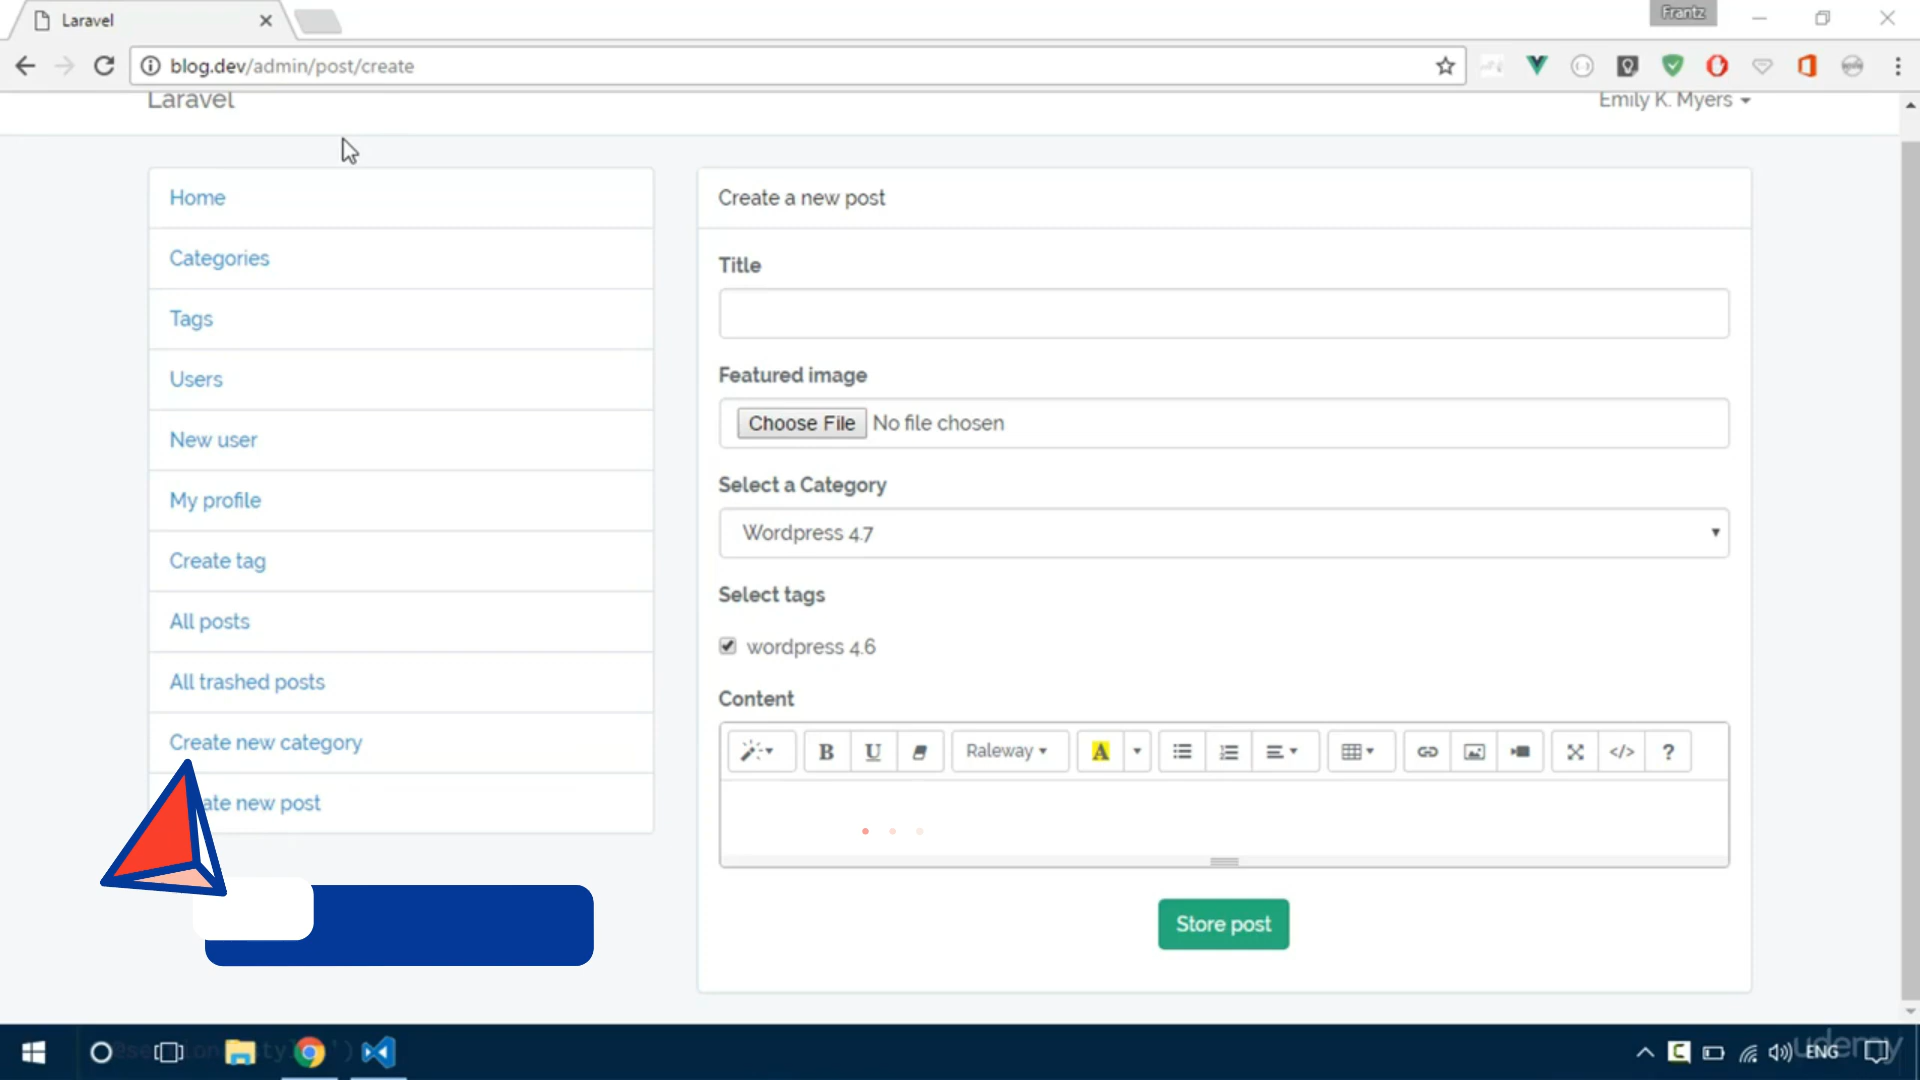 Laravel
Frantz
blog.dev/admin/post/create
Laravel
Emily K. Myers
Home
Categories
Tags
Users
New user
My profile
Create tag
All posts
All trashed posts
Create new category
ate new post
Create a new post
Title
Featured image
Choose File No file chosen
Select a Category
Wordpress 4.7
Select tags
wordpress 4.6
Content
B U Raleway A </> ?
Store post
ENG
udemy